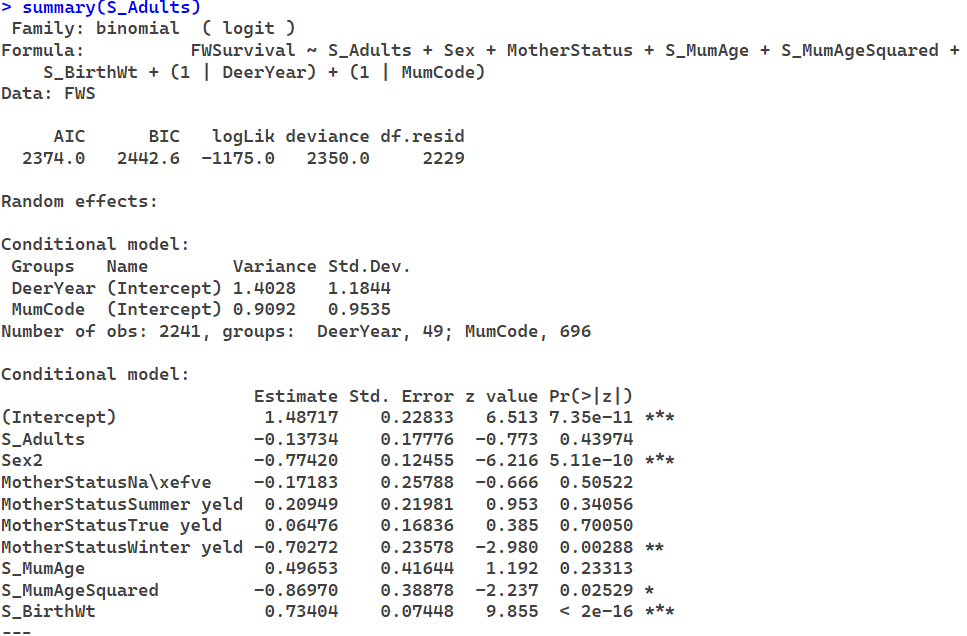 > summary(S_Adults)
 Family: binomial  ( logit )
Formula:          FWSurvival ~ S_Adults + Sex + MotherStatus + S_MumAge + S_MumAgeSquared +
    S_BirthWt + (1 | DeerYear) + (1 | MumCode)
Data: FWS

     AIC      BIC   logLik deviance df.resid
  2374.0   2442.6  -1175.0   2350.0     2229

Random effects:

Conditional model:
 Groups   Name        Variance Std.Dev.
 DeerYear (Intercept) 1.4028   1.1844
 MumCode  (Intercept) 0.9092   0.9535
Number of obs: 2241, groups:  DeerYear, 49; MumCode, 696

Conditional model:
                        Estimate Std. Error z value Pr(>|z|)
(Intercept)              1.48717    0.22833   6.513 7.35e-11 ***
S_Adults                -0.13734    0.17776  -0.773  0.43974
Sex2                    -0.77420    0.12455  -6.216 5.11e-10 ***
MotherStatusNa\xefve    -0.17183    0.25788  -0.666  0.50522
MotherStatusSummer yeld  0.20949    0.21981   0.953  0.34056
MotherStatusTrue yeld    0.06476    0.16836   0.385  0.70050
MotherStatusWinter yeld -0.70272    0.23578  -2.980  0.00288 **
S_MumAge                 0.49653    0.41644   1.192  0.23313
S_MumAgeSquared         -0.86970    0.38878  -2.237  0.02529 *
S_BirthWt                0.73404    0.07448   9.855  < 2e-16 ***
---